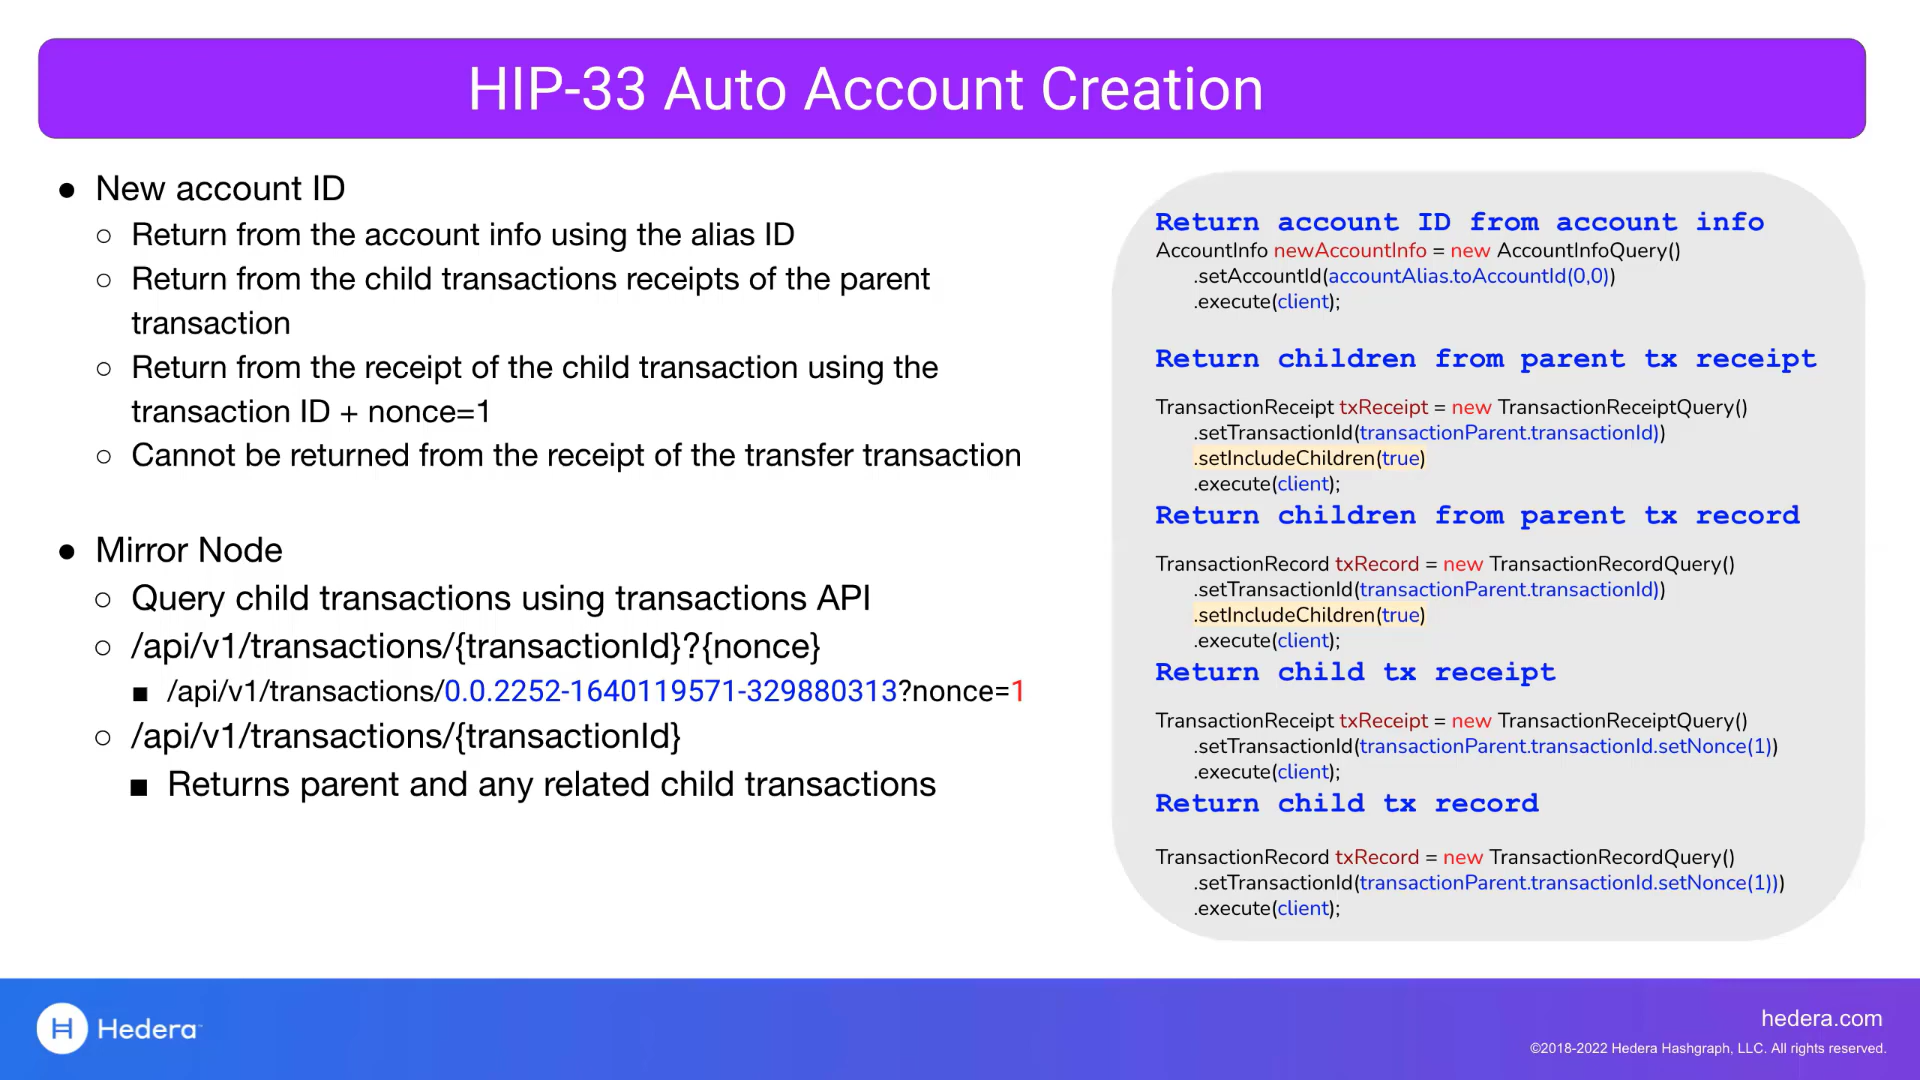 HIP-33 Auto Account Creation
● New account ID
○ Return from the account info using the alias ID
○ Return from the child transactions receipts of the parent
transaction
○ Return from the receipt of the child transaction using the
transaction ID + nonce=1
○ Cannot be returned from the receipt of the transfer transaction
● Mirror Node
○ Query child transactions using transactions API
○ /api/v1/transactions/{transactionId}?{nonce}
■ /api/v1/transactions/0.0.2252-1640119571-329880313?nonce=1
○ /api/v1/transactions/{transactionId}
■ Returns parent and any related child transactions
Return account ID from account info
AccountInfo newAccountInfo = new AccountInfoQuery()
.setAccountId(accountAlias.toAccountId(0,0))
.execute(client);
Return children from parent tx receipt
TransactionReceipt txReceipt = new TransactionReceiptQuery()
.setTransactionId(transactionParent.transactionId))
.setIncludeChildren(true)
.execute(client);
Return children from parent tx record
TransactionRecord txRecord = new TransactionRecordQuery()
.setTransactionId(transactionParent.transactionId))
.setIncludeChildren(true)
.execute(client);
Return child tx receipt
TransactionReceipt txReceipt = new TransactionReceiptQuery()
.setTransactionId(transactionParent.transactionId.setNonce(1))
.execute(client);
Return child tx record
TransactionRecord txRecord = new TransactionRecordQuery()
.setTransactionId(transactionParent.transactionId.setNonce(1)))
.execute(client);
H Hedera™
hedera.com
©2018-2022 Hedera Hashgraph, LLC. All rights reserved.